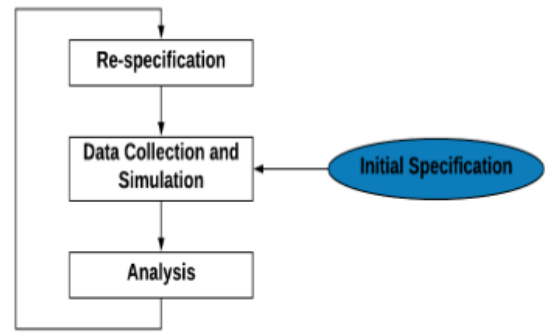 Re-specification
Data Collection and
Simulation
Initial Specification
Analysis